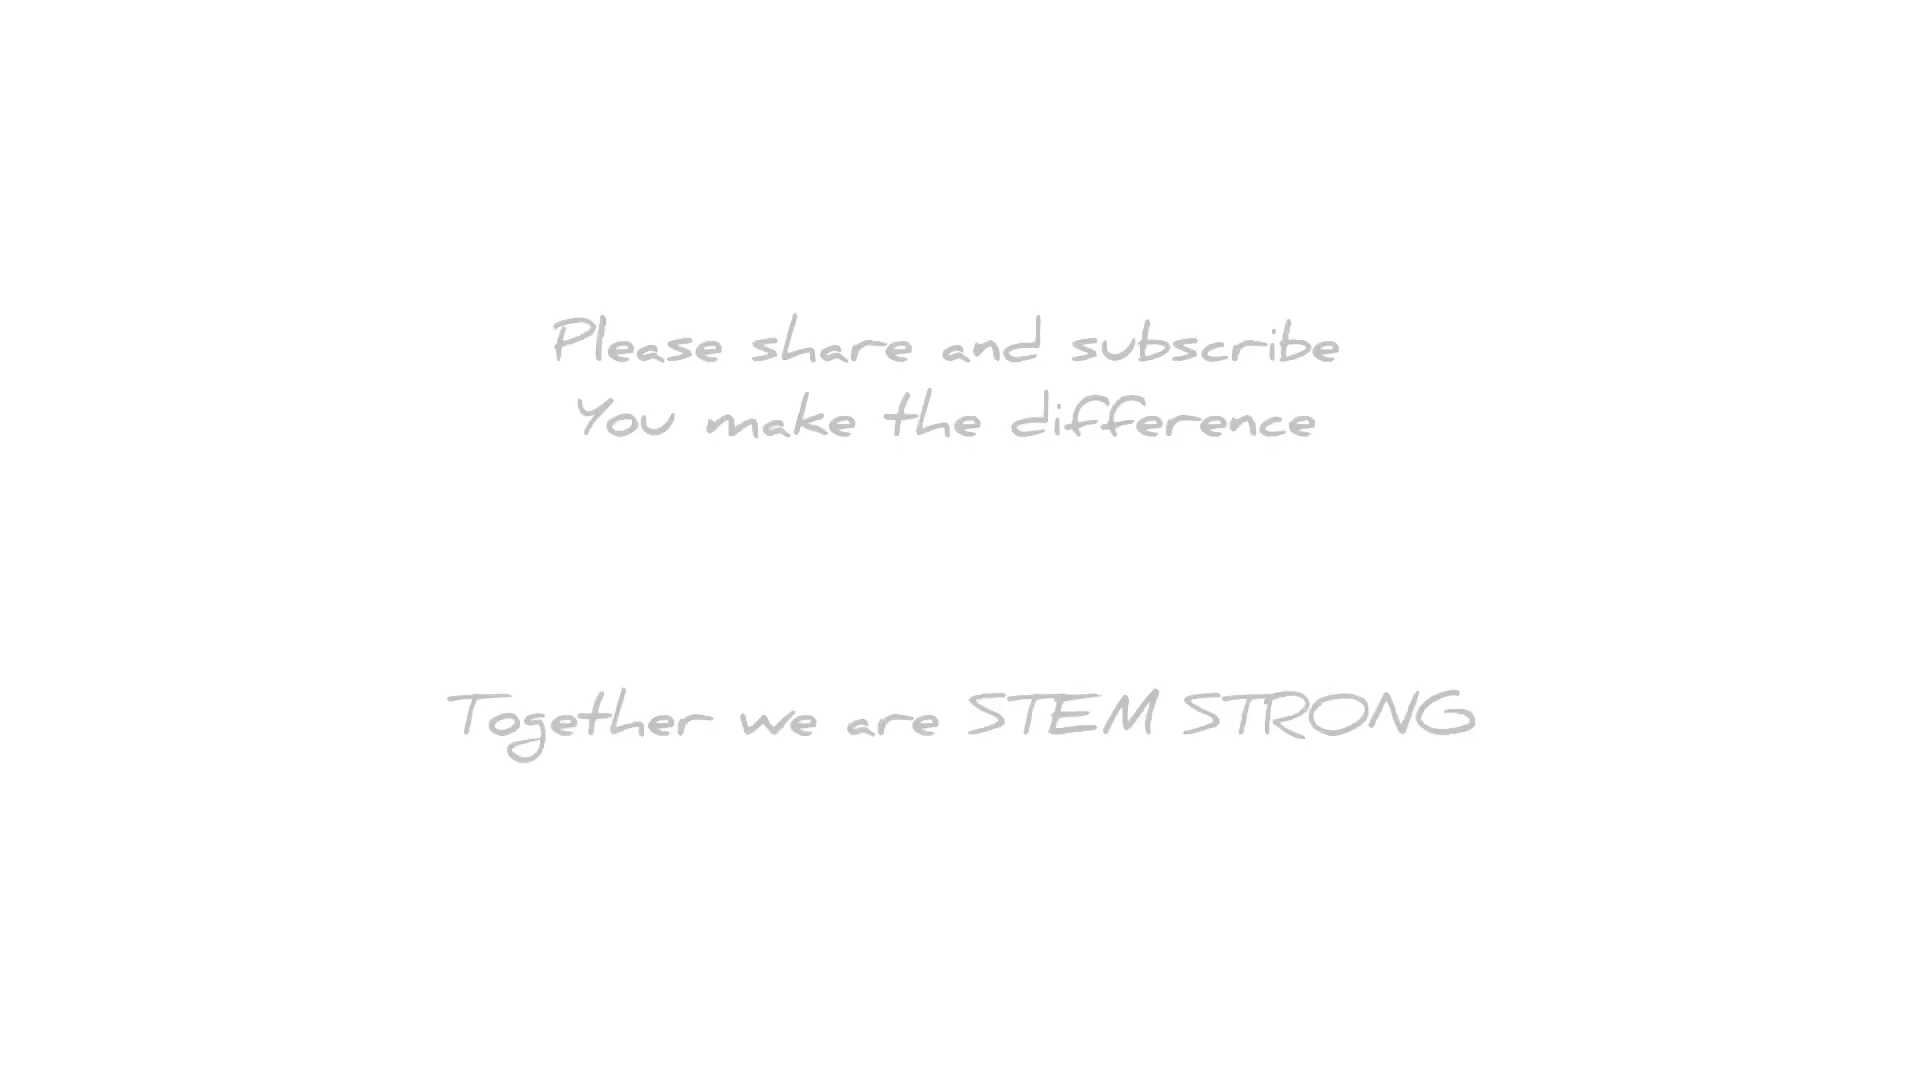 Please share and subscribe
You make the difference
Together we are STEM STRONG